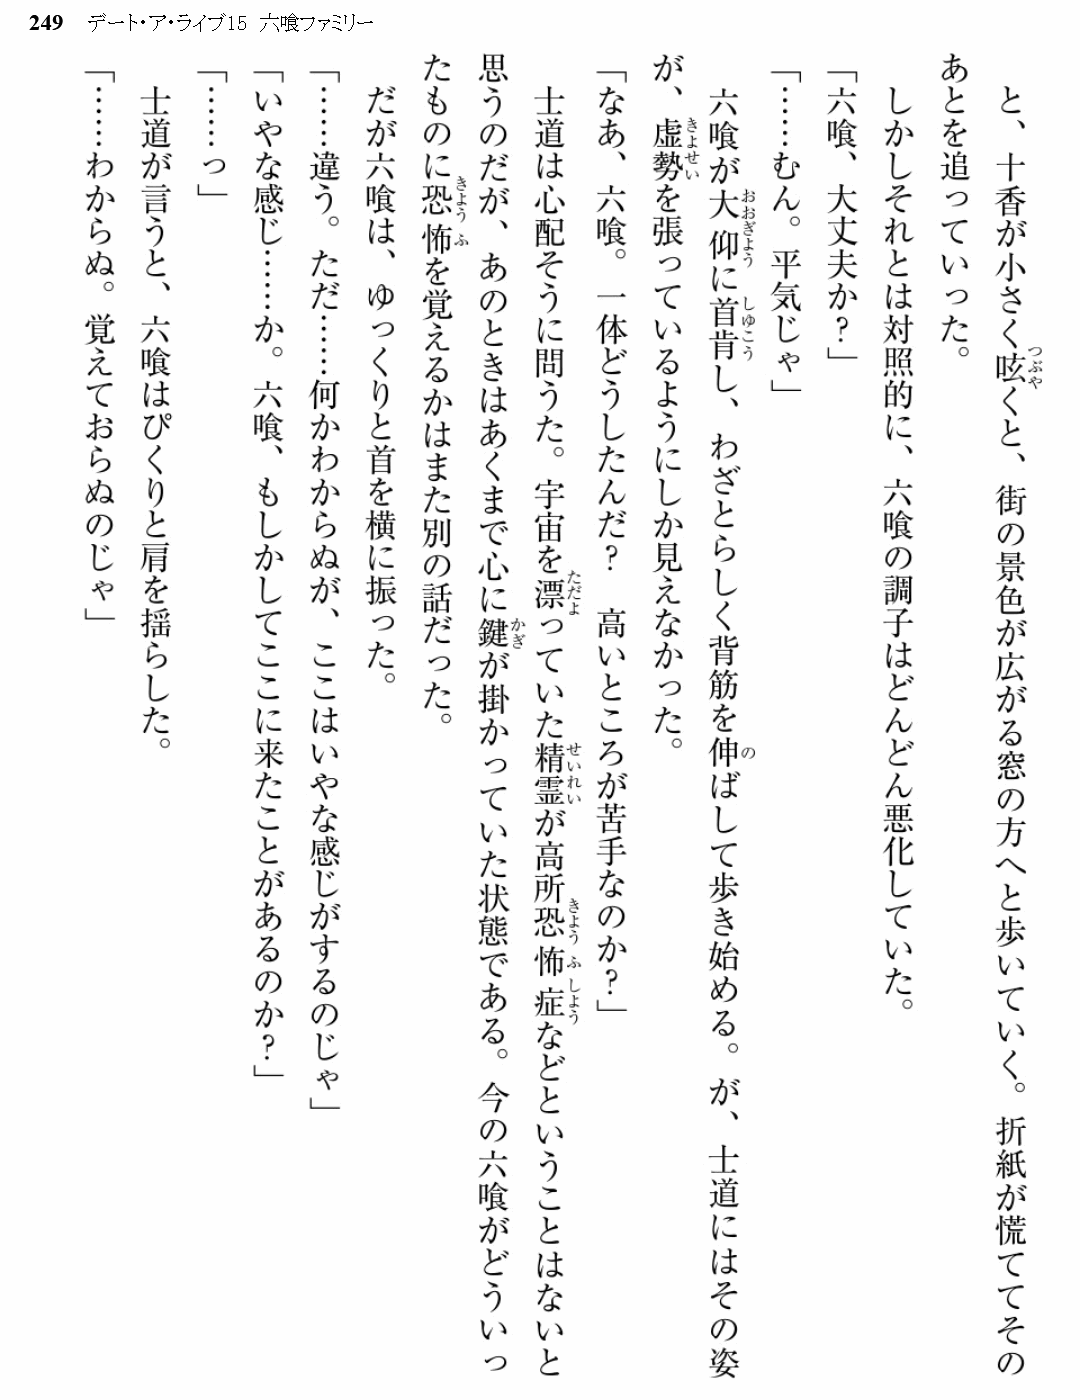 249 デート・ア・ライブ15 六喰ファミリー
と、十香が小さく呟くと、街の景色が広がる窓の方へと歩いていく。折紙が慌ててその
あとを追っていった。
しかしそれとは対照的に、六喰の調子はどんどん悪化していた。
「六喰、大丈夫か？」
「……むん。平気じゃ」
六喰が大仰に首肯し、わざとらしく背筋を伸ばして歩き始める。が、士道にはその姿
が、虚勢を張っているようにしか見えなかった。
「なあ、六喰。一体どうしたんだ？　高いところが苦手なのか？」
士道は心配そうに問うた。宇宙を漂っていた精霊が高所恐怖症などということはないと
思うのだが、あのときはあくまで心に鍵が掛かっていた状態である。今の六喰がどういっ
たものに恐怖を覚えるかはまた別の話だった。
だが六喰は、ゆっくりと首を横に振った。
「……違う。ただ……何かわからぬが、ここはいやな感じがするのじゃ」
「いやな感じ……か。六喰、もしかしてここに来たことがあるのか？」
「……っ」
士道が言うと、六喰はぴくりと肩を揺らした。
「……わからぬ。覚えておらぬのじゃ」